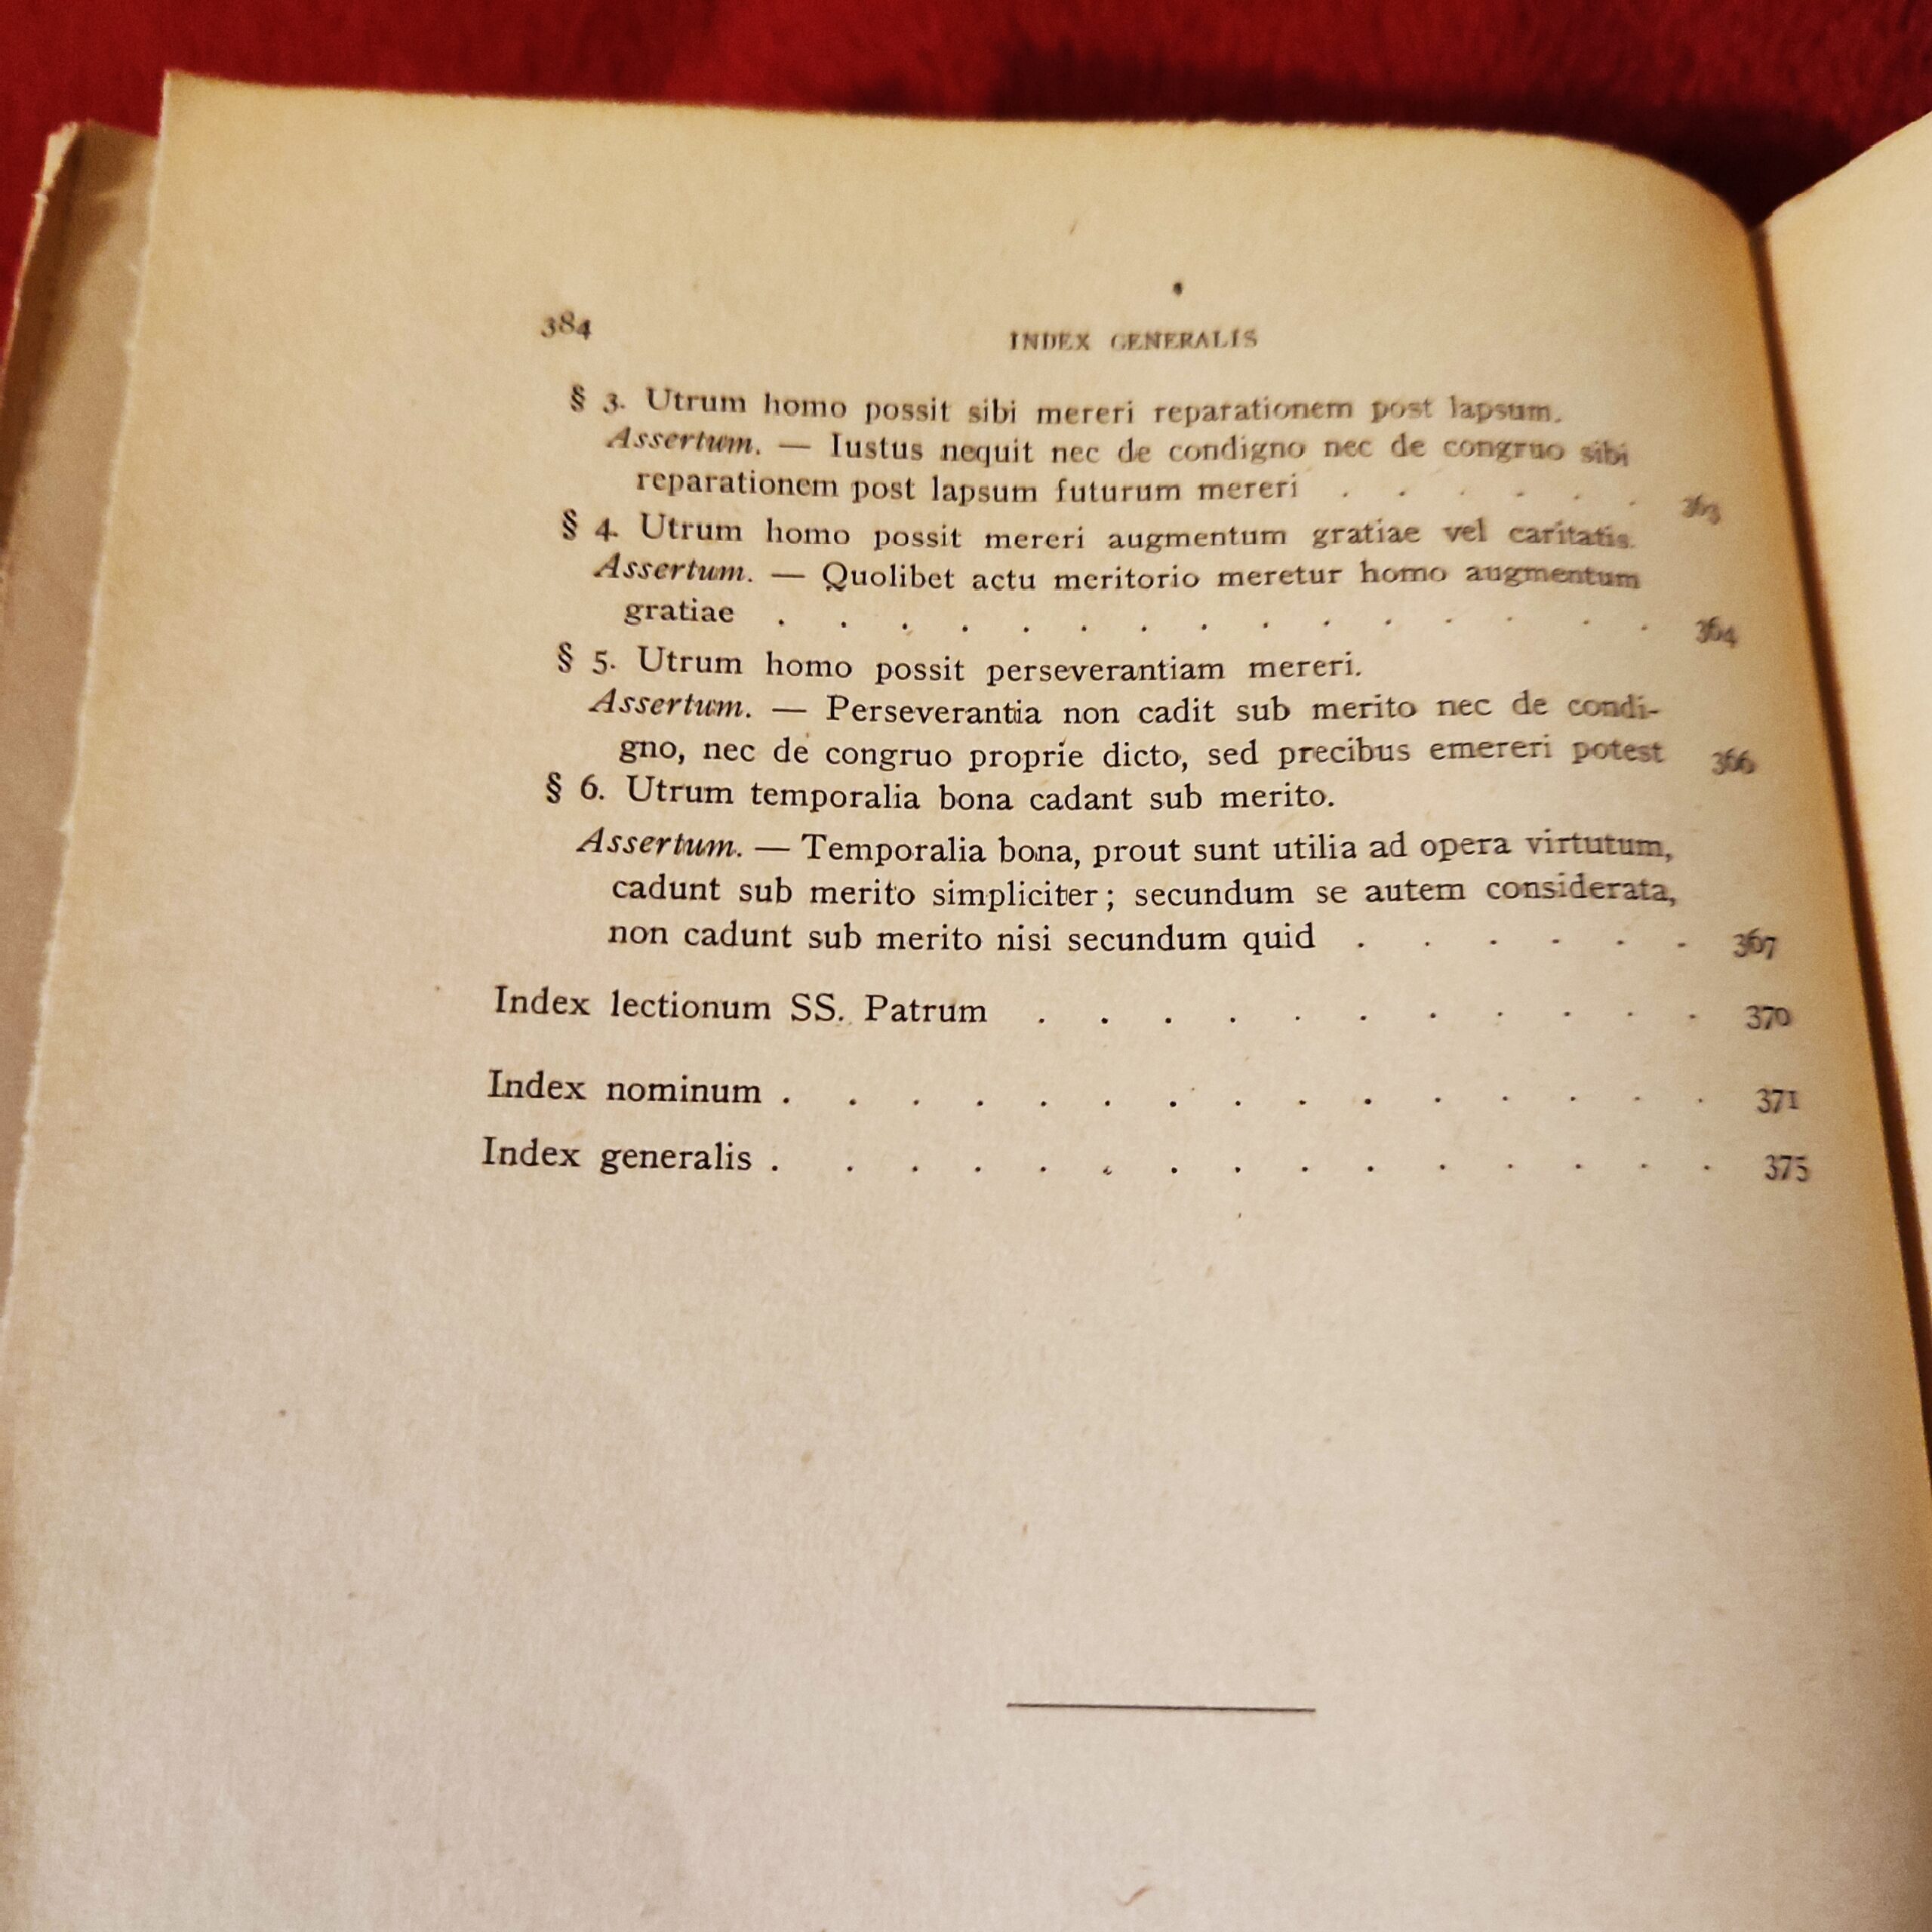 384
INDEX GENERALIS
§ 3. Utrum homo possit sibi mereri reparationem post lapsum.
Assertum. — Iustus nequit nec de condigno nec de congruo sibi
reparationem post lapsum futurum mereri . . . . . . 363
§ 4. Utrum homo possit mereri augmentum gratiae vel caritatis.
Assertum. — Quolibet actu meritorio meretur homo augmentum
gratiae . . . . . . . . . . . . . . . 364
§ 5. Utrum homo possit perseverantiam mereri.
Assertum. — Perseverantia non cadit sub merito nec de condi-
gno, nec de congruo proprie dicto, sed precibus emereri potest 366
§ 6. Utrum temporalia bona cadant sub merito.
Assertum. — Temporalia bona, prout sunt utilia ad opera virtutum,
cadunt sub merito simpliciter; secundum se autem considerata,
non cadunt sub merito nisi secundum quid . . . . . . 367
Index lectionum SS. Patrum . . . . . . . . . . . 370
Index nominum . . . . . . . . . . . . . . . 371
Index generalis . . . . . . . . . . . . . . . 375